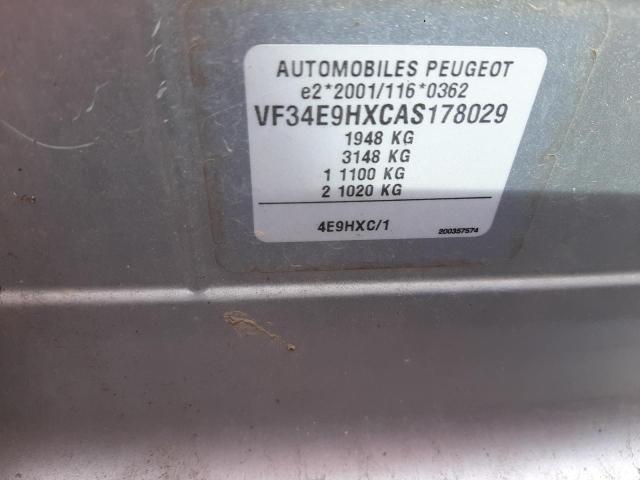 AUTOMOBILES PEUGEOT
e2*2001/116*0362
VF34E9HXCAS178029
1948 KG
3148 KG
1 1100 KG
2 1020 KG
4E9HXC/1 200357574